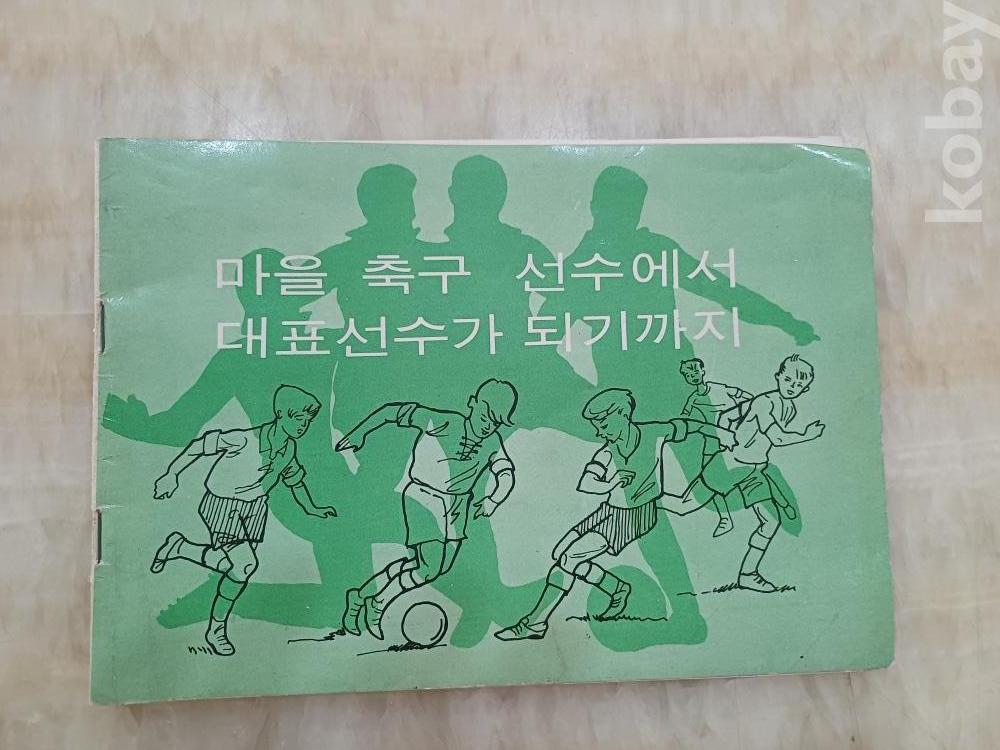 마을 축구 선수에서
대표선수가 되기까지
kobay